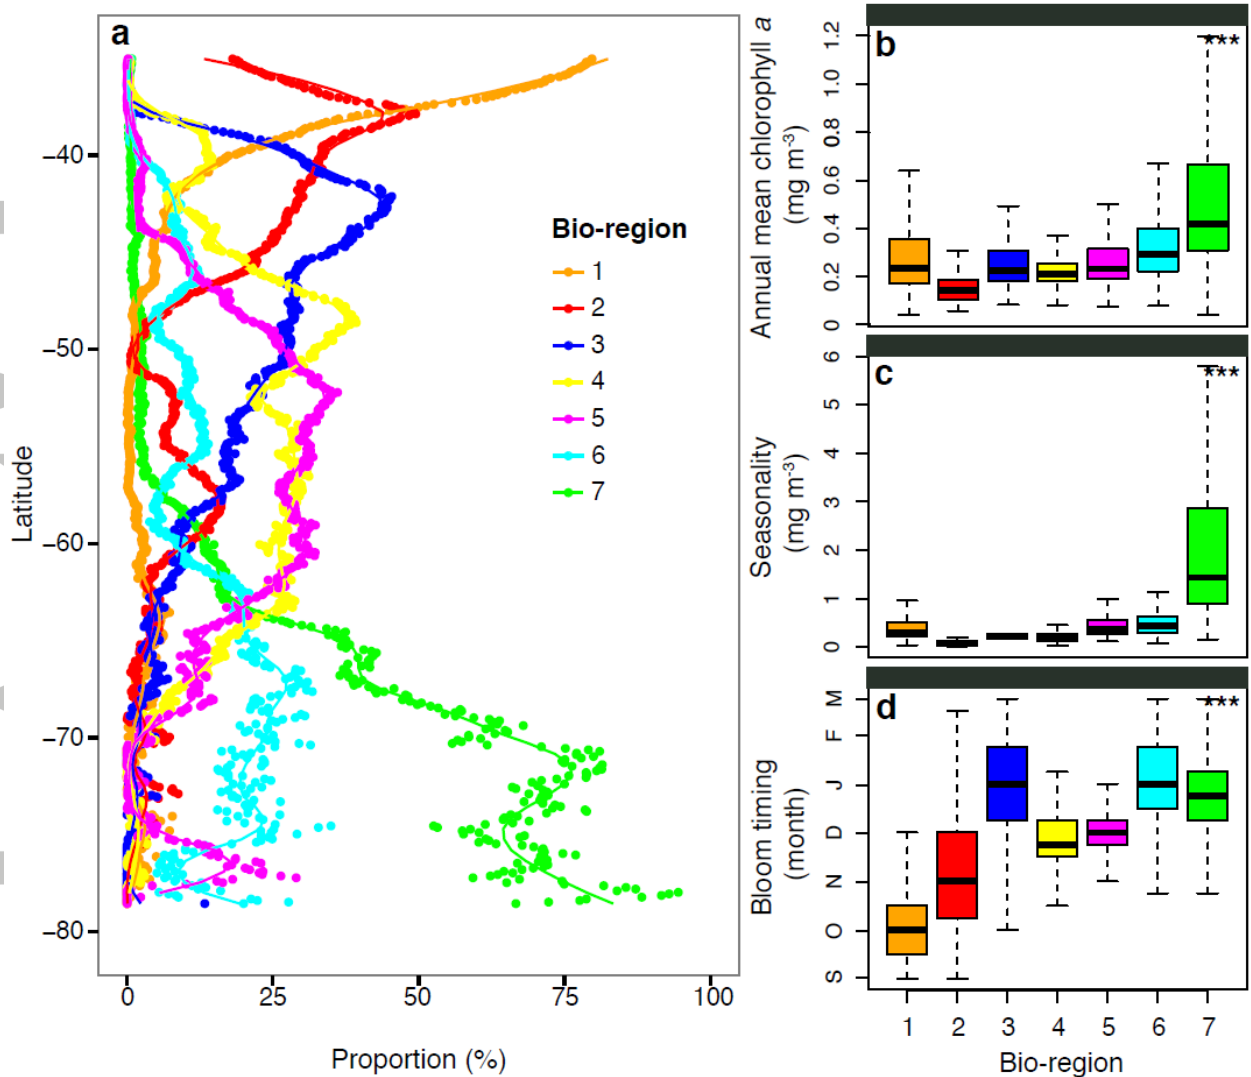 a
−40
−50
−60
−70
−80
Latitude
0 25 50 75 100
Proportion (%)
Bio-region
1
2
3
4
5
6
7
b
***
Annual mean chlorophyll a
(mg m-3)
0 0.2 0.4 0.6 0.8 1.0 1.2
c
***
Seasonality
(mg m-3)
0 1 2 3 4 5 6
d
***
Bloom timing
(month)
S O N D J F M
1 2 3 4 5 6 7
Bio-region